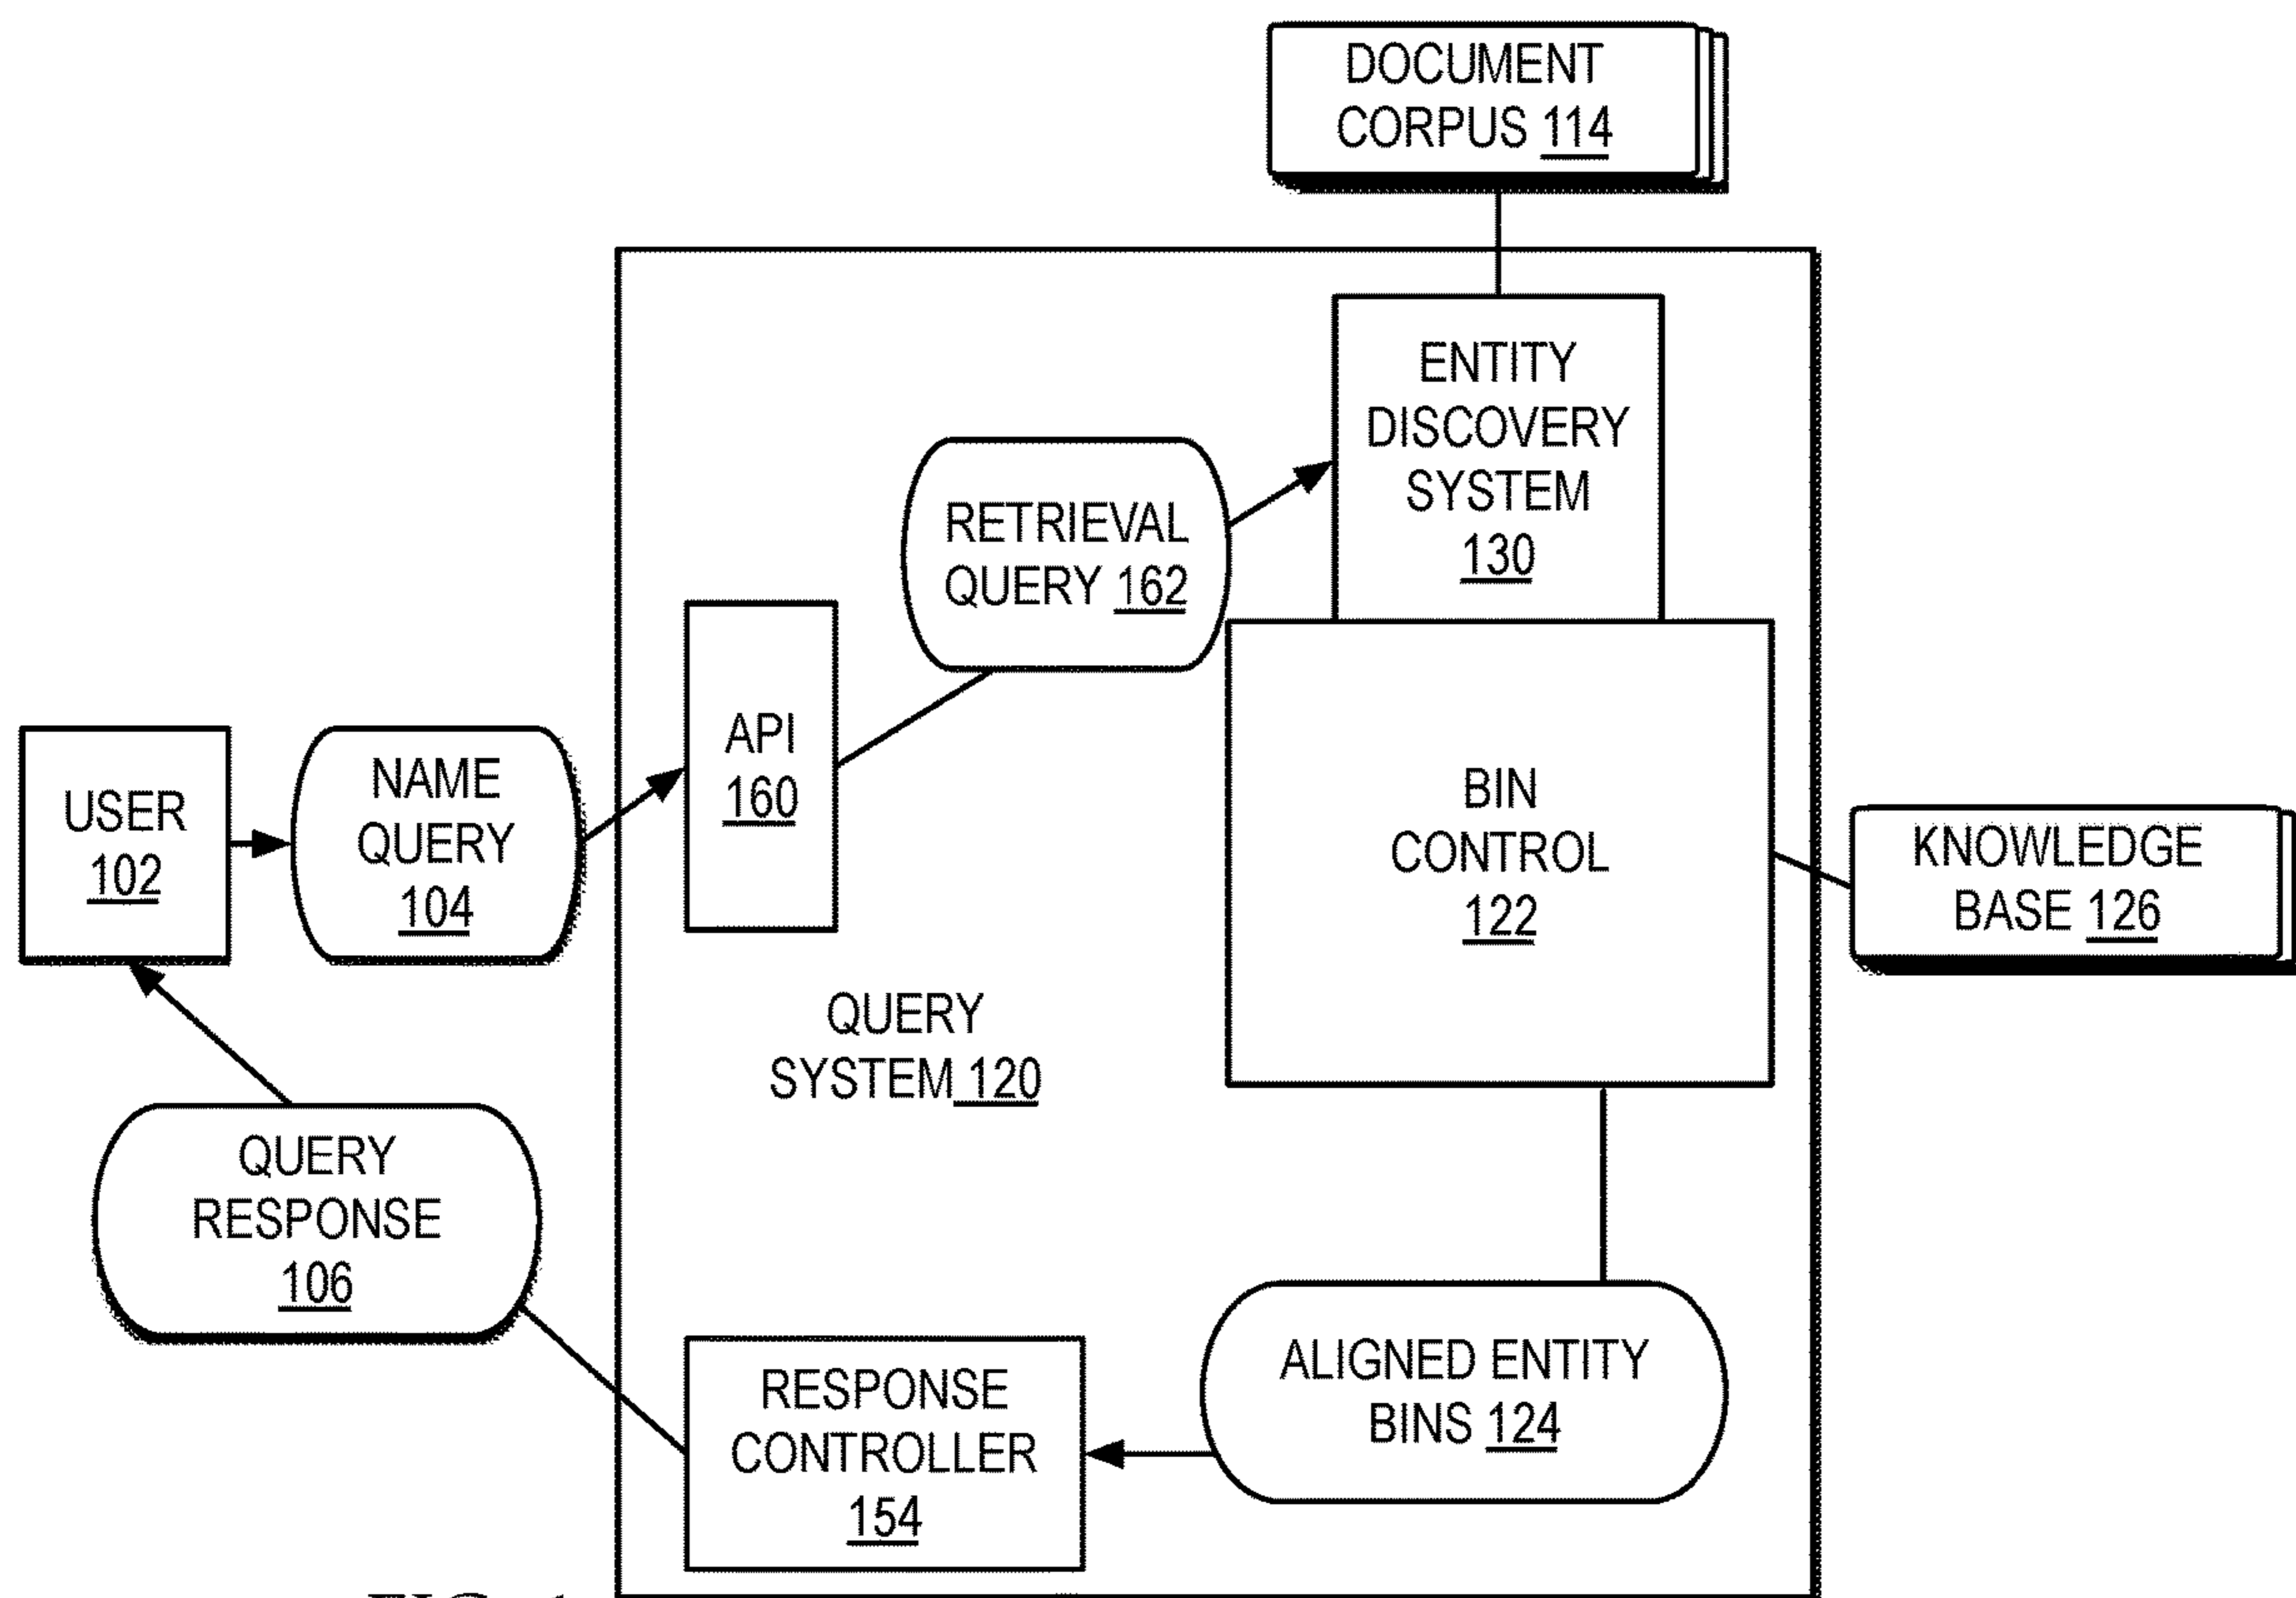 DOCUMENT
CORPUS 114
ENTITY
DISCOVERY
SYSTEM
130
RETRIEVAL
QUERY 162
API
160
USER
102
NAME
QUERY
104
BIN
CONTROL
122
KNOWLEDGE
BASE 126
QUERY
SYSTEM 120
QUERY
RESPONSE
106
ALIGNED ENTITY
BINS 124
RESPONSE
CONTROLLER
154